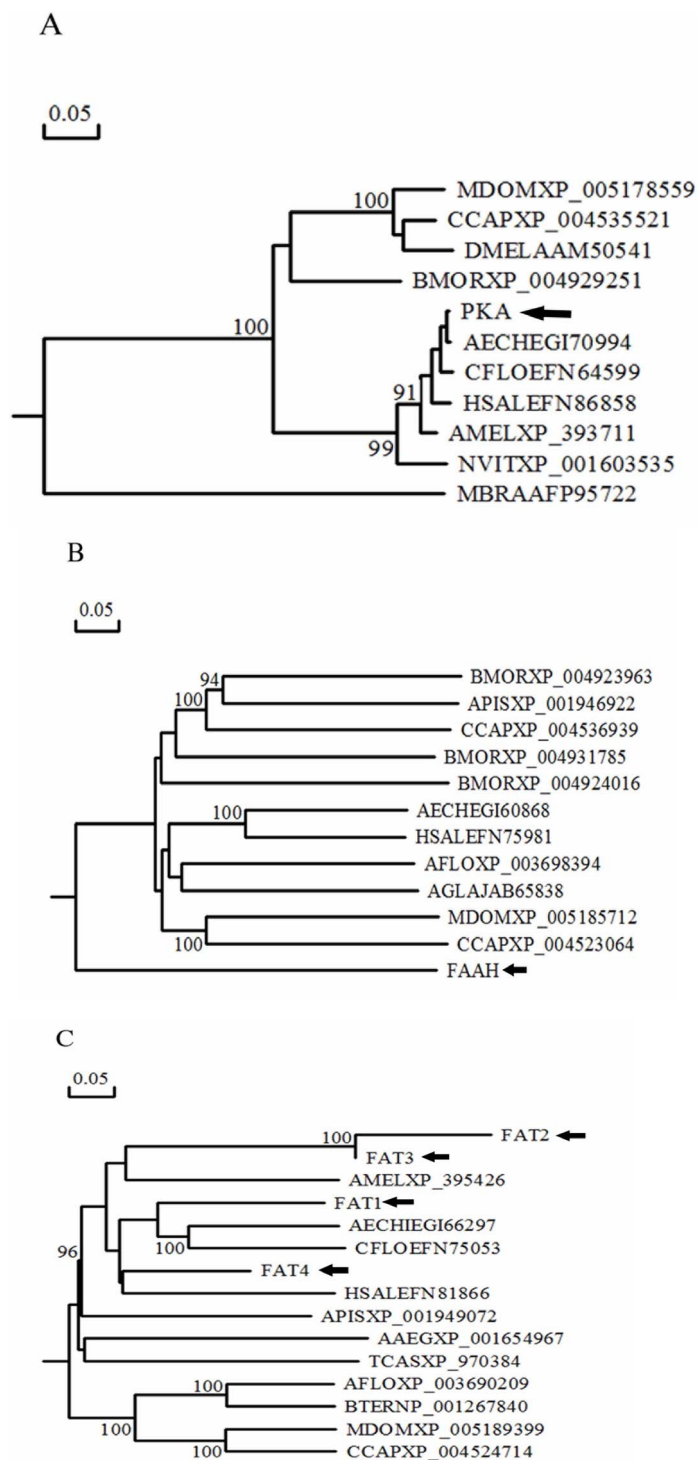 A
0.05
100
MDOMXP_005178559
CCAPXP_004535521
DMELAAM50541
BMORXP_004929251
100
PKA
AECHEGI70994
CFLOEFN64599
91
HSALEFN86858
AMELXP_393711
99
NVITXP_001603535
MBRAAFP95722
B
0.05
94
BMORXP_004923963
100
APISXP_001946922
CCAPXP_004536939
BMORXP_004931785
BMORXP_004924016
100
AECHEGI60868
HSALEFN75981
AFLOXP_003698394
AGLAJAB65838
MDOMXP_005185712
100
CCAPXP_004523064
FAAH
C
0.05
100
FAT2
FAT3
AMELXP_395426
FAT1
AECHIEGI66297
96
100
CFLOEFN75053
FAT4
HSALEFN81866
APISXP_001949072
AAEGXP_001654967
TCASXP_970384
100
AFLOXP_003690209
BTERNP_001267840
100
MDOMXP_005189399
100
CCAPXP_004524714